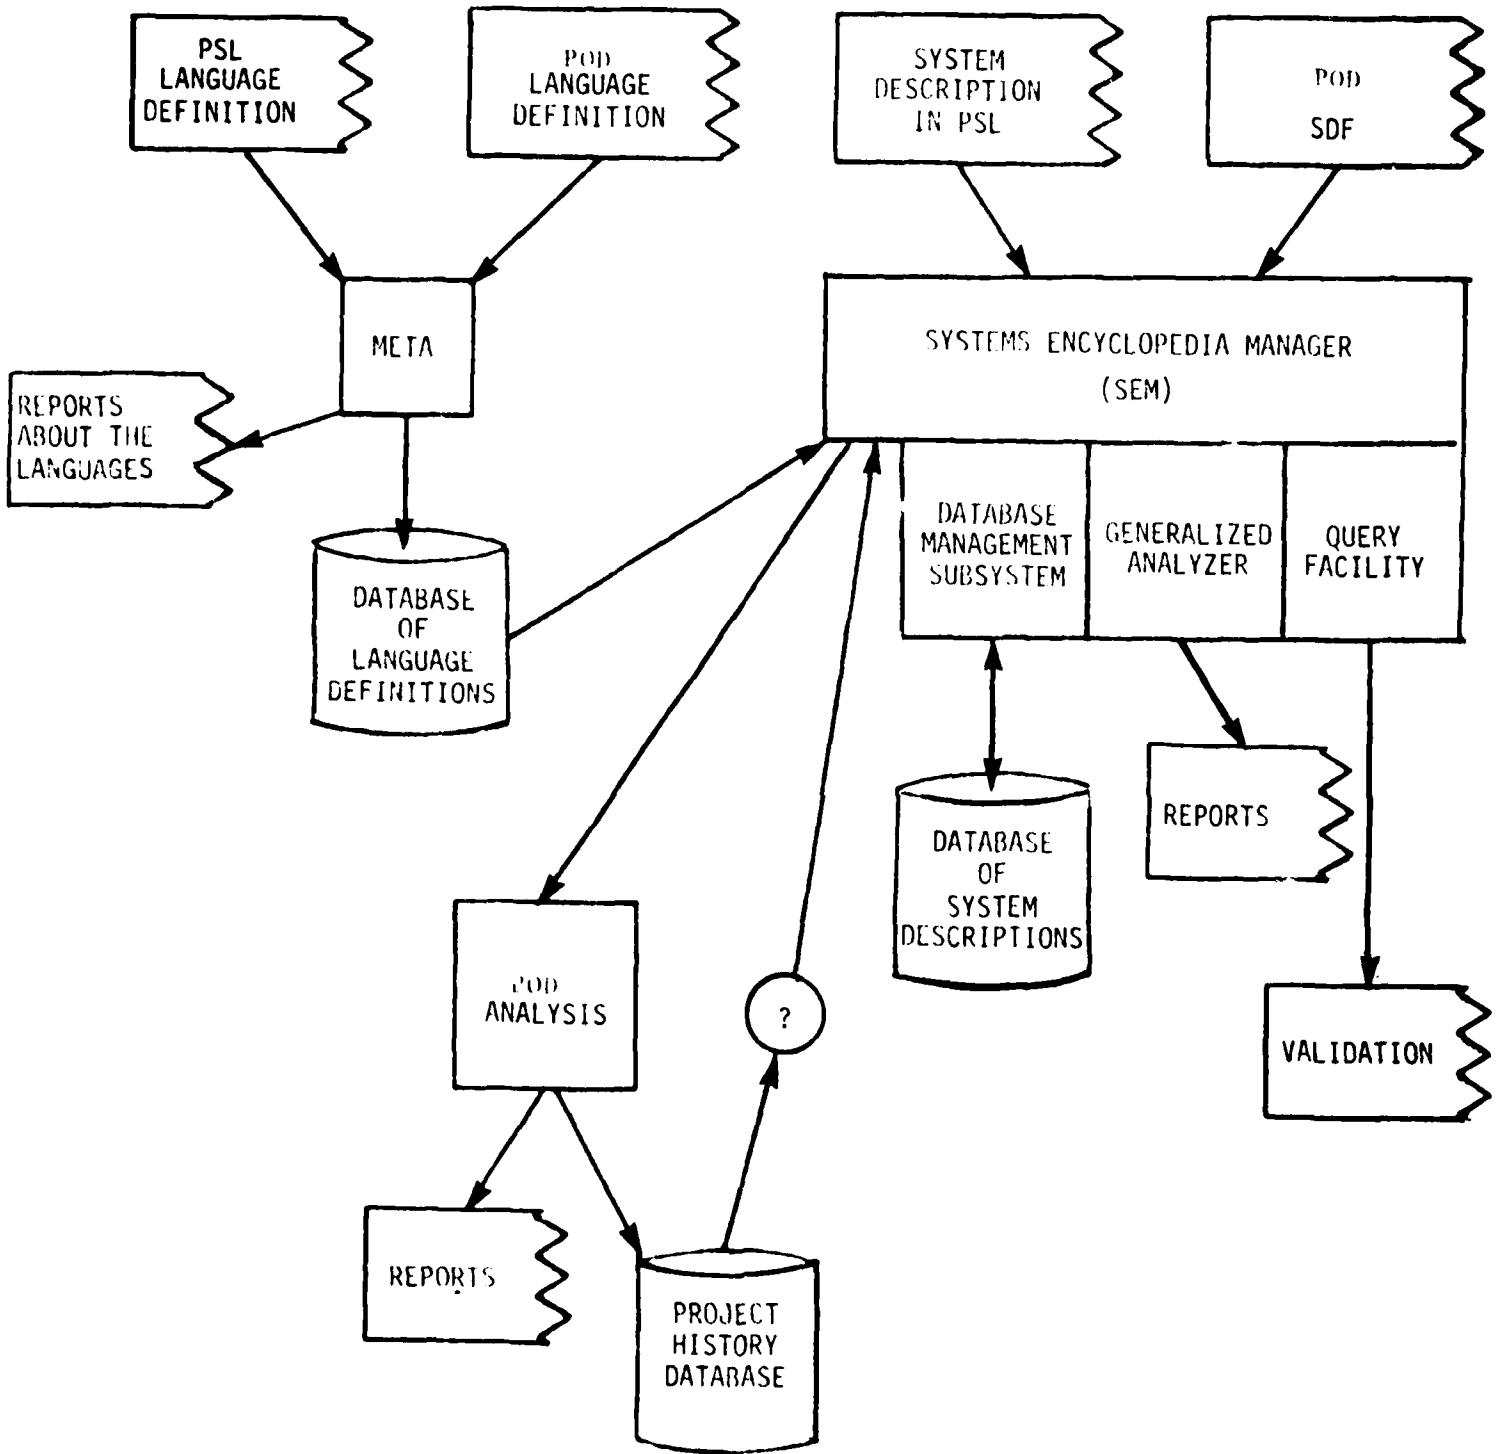 PSL
LANGUAGE
DEFINITION
POD
LANGUAGE
DEFINITION
SYSTEM
DESCRIPTION
IN PSL
POD
SDF
META
SYSTEMS ENCYCLOPEDIA MANAGER
(SEM)
REPORTS
ABOUT THE
LANGUAGES
DATABASE
MANAGEMENT
SUBSYSTEM
GENERALIZED
ANALYZER
QUERY
FACILITY
DATABASE
OF
LANGUAGE
DEFINITIONS
REPORTS
DATABASE
OF
SYSTEM
DESCRIPTIONS
POD
ANALYSIS
?
VALIDATION
REPORTS
PROJECT
HISTORY
DATABASE